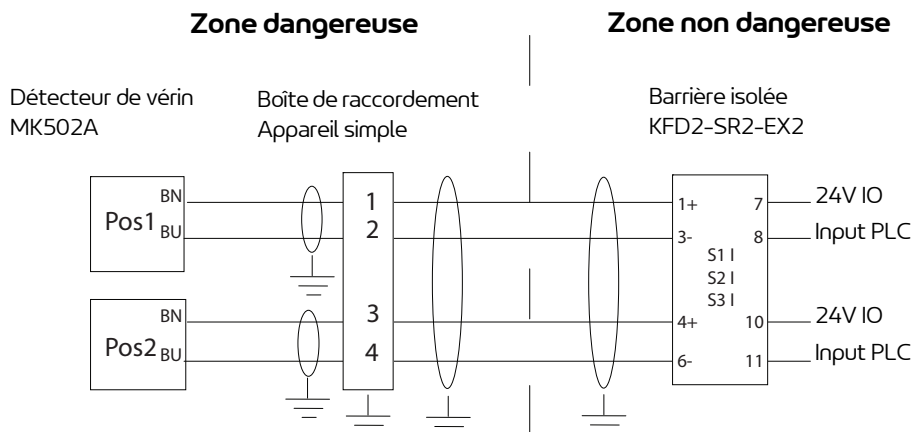 Zone dangereuse
Zone non dangereuse
Détecteur de vérin
MK502A
Boîte de raccordement
Appareil simple
Barrière isolée
KFD2-SR2-EX2
Pos1
BN
BU
1
2
1+
3-
7
8
24V IO
Input PLC
S1 I
S2 I
S3 I
Pos2
BN
BU
3
4
4+
6-
10
11
24V IO
Input PLC